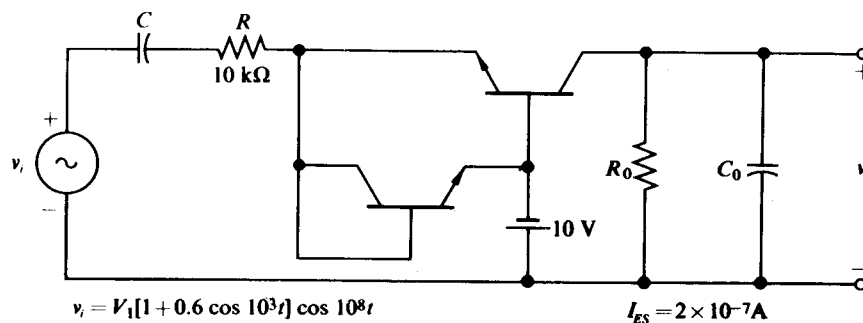 C
R
10 kΩ
+
v_i
−
R_0
C_0
+
v
−
10 V
v_i = V_1[1 + 0.6 cos 10^3 t] cos 10^8 t
I_ES = 2 × 10^−7 A